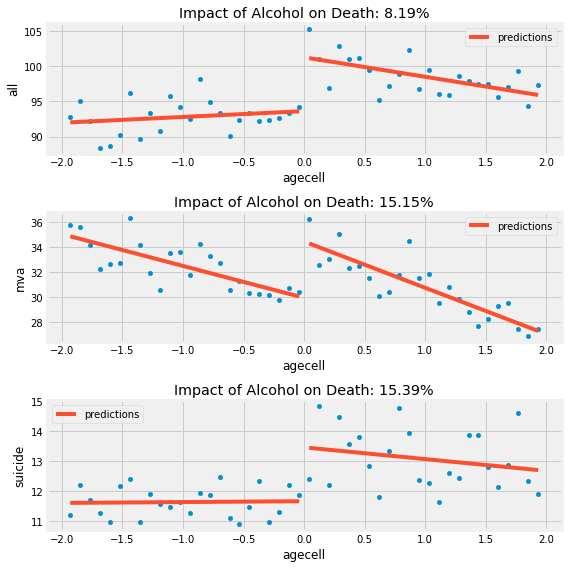 Impact of Alcohol on Death: 8.19%
105
100
95
90
all
predictions
−2.0 −1.5 −1.0 −0.5 0.0 0.5 1.0 1.5 2.0
agecell
Impact of Alcohol on Death: 15.15%
36
34
32
30
28
mva
predictions
−2.0 −1.5 −1.0 −0.5 0.0 0.5 1.0 1.5 2.0
agecell
Impact of Alcohol on Death: 15.39%
15
14
13
12
11
suicide
predictions
−2.0 −1.5 −1.0 −0.5 0.0 0.5 1.0 1.5 2.0
agecell